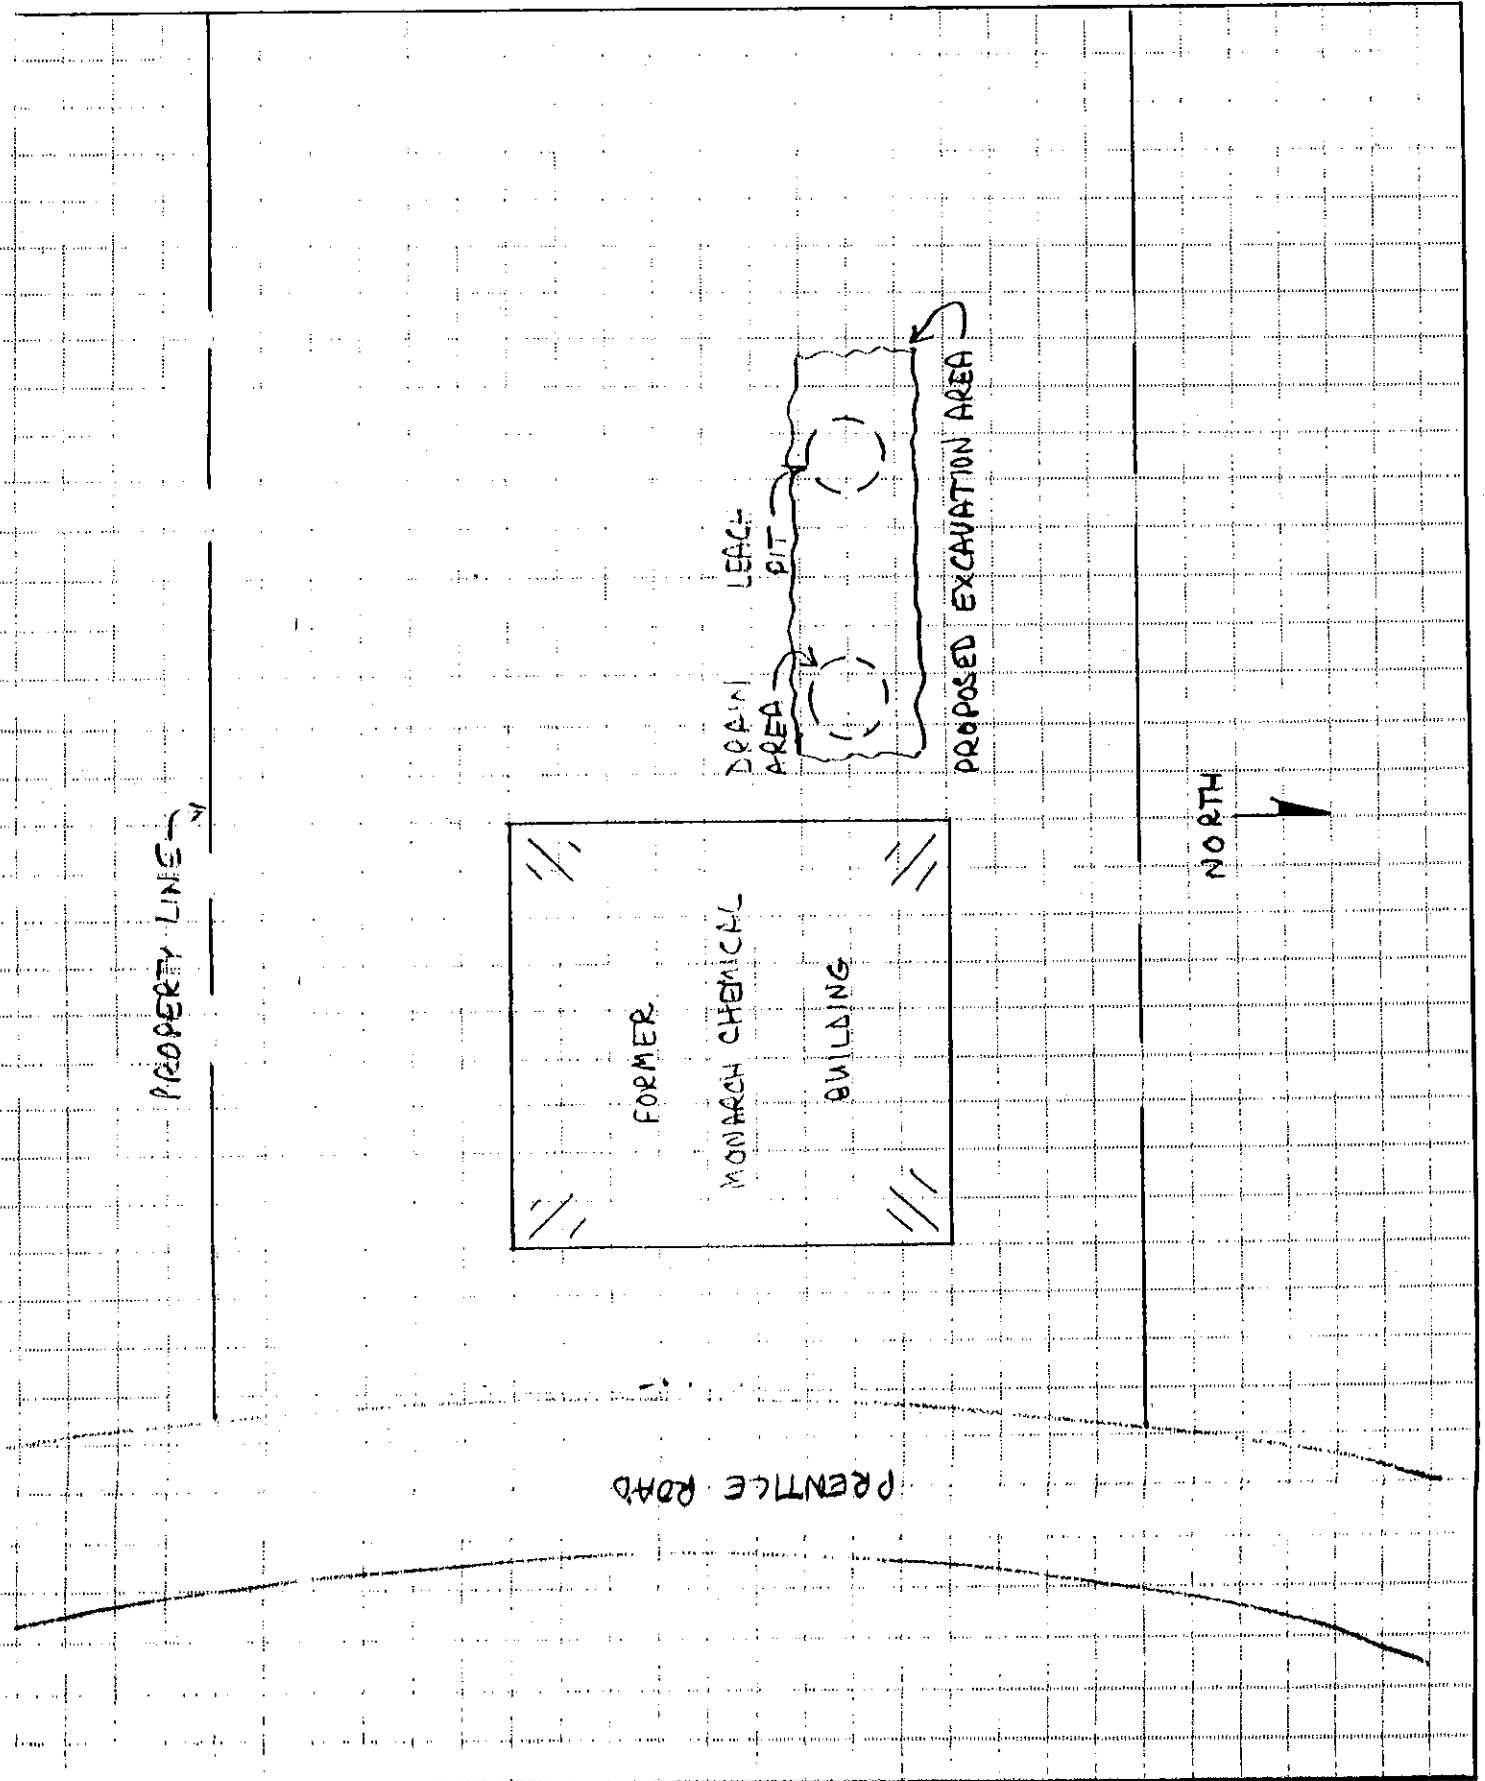 PROPERTY LINE
DRAIN
AREA
LEACH
PIT
PROPOSED EXCAVATION AREA
FORMER
MONARCH CHEMICAL
BUILDING
NORTH
PRENTICE ROAD